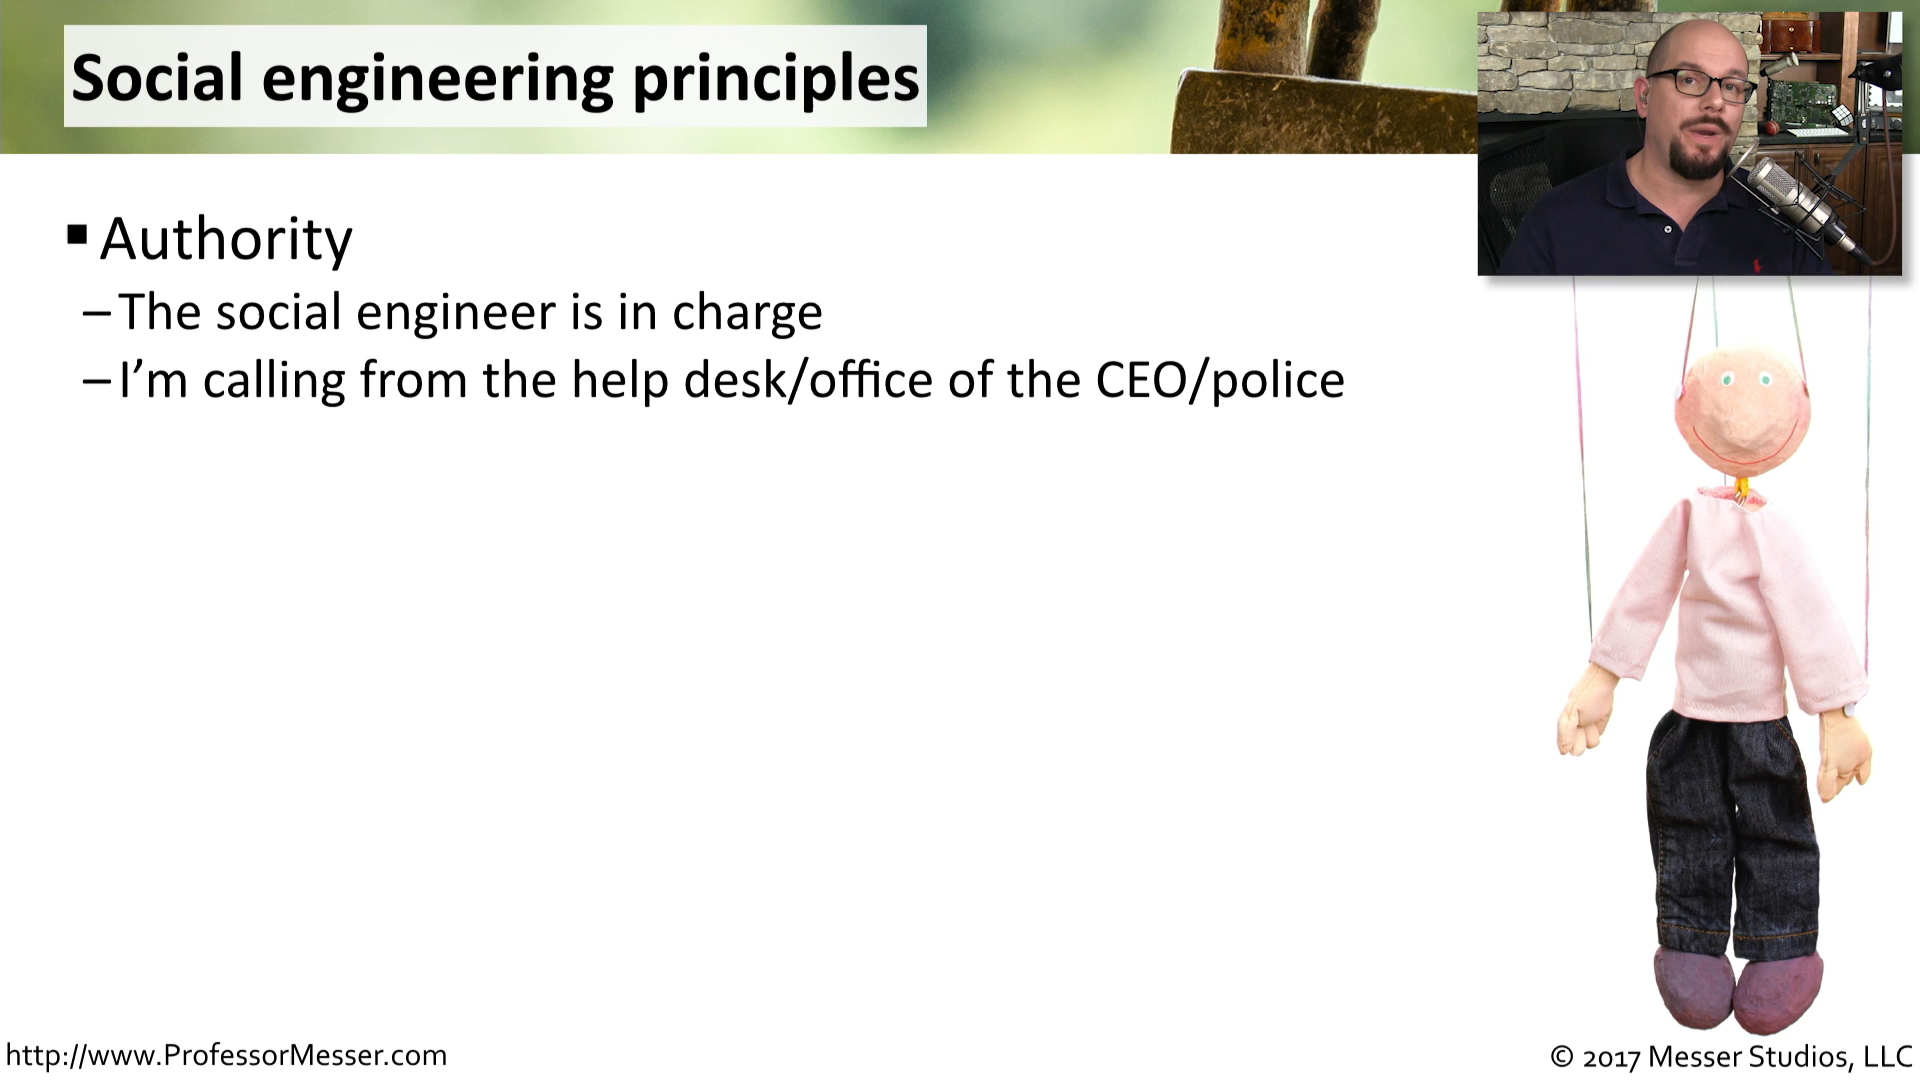 Social engineering principles
▪ Authority
– The social engineer is in charge
– I’m calling from the help desk/office of the CEO/police
http://www.ProfessorMesser.com
© 2017 Messer Studios, LLC